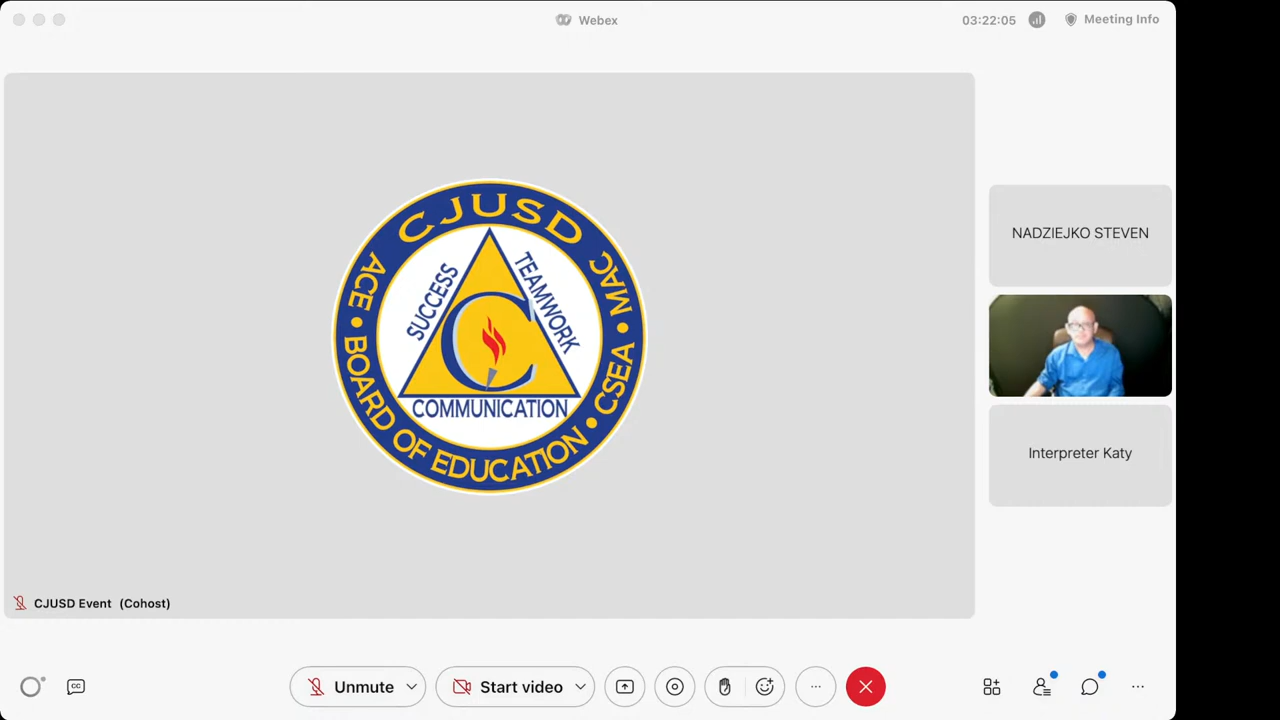 Webex
03:22:05
Meeting Info
CJUSD
ACE • BOARD OF EDUCATION • CSEA • MAC
SUCCESS
TEAMWORK
COMMUNICATION
C
NADZIEJKO STEVEN
Interpreter Katy
CJUSD Event (Cohost)
CC
Unmute
Start video